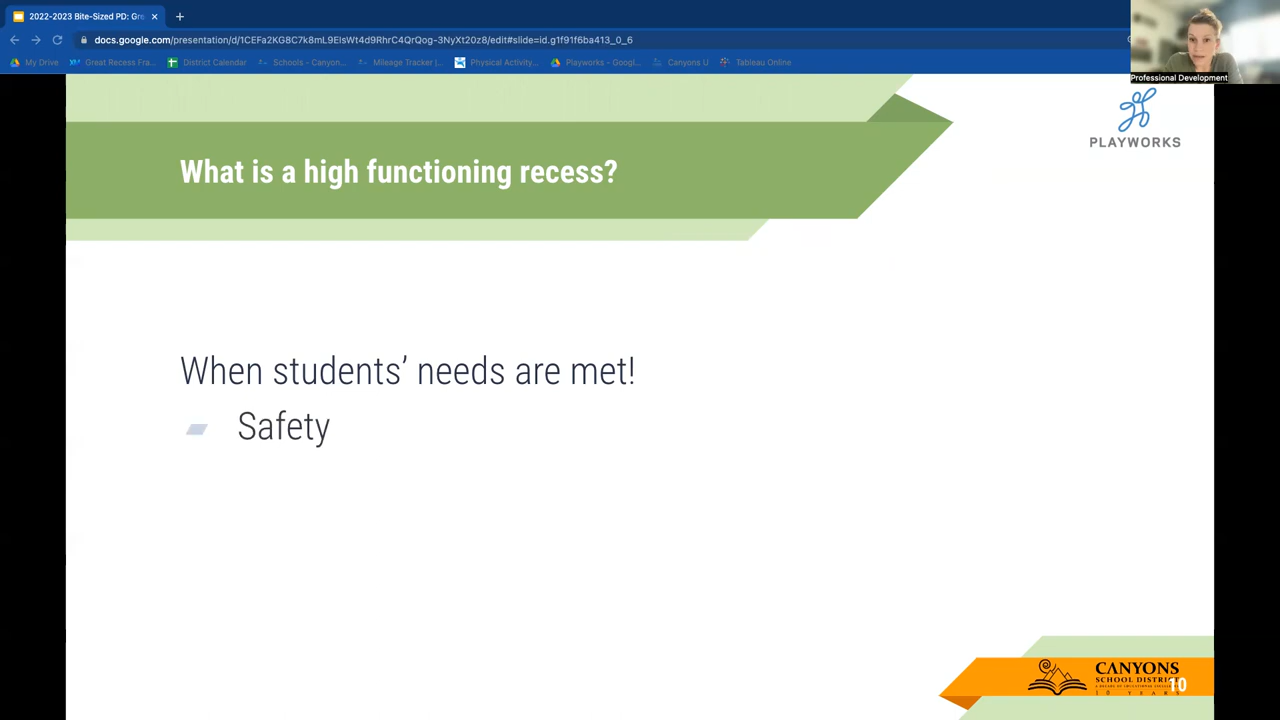 2022-2023 Bite-Sized PD: Gre
docs.google.com/presentation/d/1CEFa2KG8C7k8mL9EIsWt4d9RhrC4QrQog-3NyXt20z8/edit#slide=id.g1f91f6ba413_0_6
My Drive
Great Recess Fra...
District Calendar
Schools - Canyon...
Mileage Tracker |...
Physical Activity...
Playworks - Googl...
Canyons U
Tableau Online
Professional Development
PLAYWORKS
What is a high functioning recess?
When students’ needs are met!
Safety
CANYONS
SCHOOL DISTRICT
10 YEARS
10